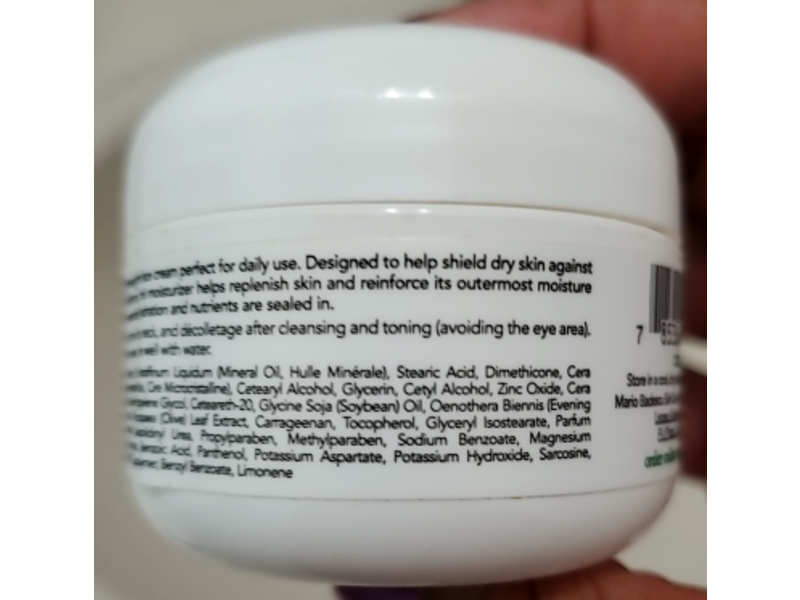 cream perfect for daily use. Designed to help shield dry skin against
moisturizer helps replenish skin and reinforce its outermost moisture
and nutrients are sealed in.
and décolletage after cleansing and toning (avoiding the eye area).
in well with water.
Liquidum (Mineral Oil, Huile Minérale), Stearic Acid, Dimethicone, Cera
Cire Microcristalline), Cetearyl Alcohol, Glycerin, Cetyl Alcohol, Zinc Oxide, Cera
Glycol, Ceteareth-20, Glycine Soja (Soybean) Oil, Oenothera Biennis (Evening
(Olive) Leaf Extract, Carrageenan, Tocopherol, Glyceryl Isostearate, Parfum
Urea, Propylparaben, Methylparaben, Sodium Benzoate, Magnesium
Benzoic Acid, Panthenol, Potassium Aspartate, Potassium Hydroxide, Sarcosine,
Benzyl Benzoate, Limonene
7
Store in a cool,
Mario Badescu